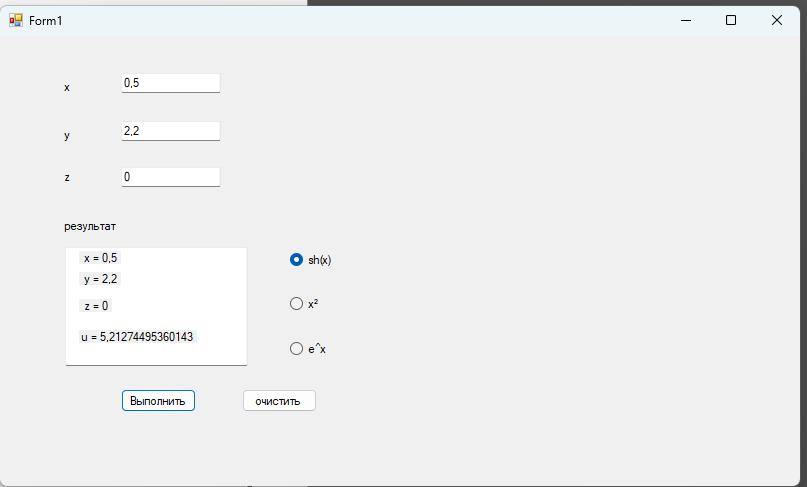 Form1
x 0,5
y 2,2
z 0
результат
x = 0,5 sh(x)
y = 2,2
z = 0 x²
u = 5,21274495360143 e^x
Выполнить очистить